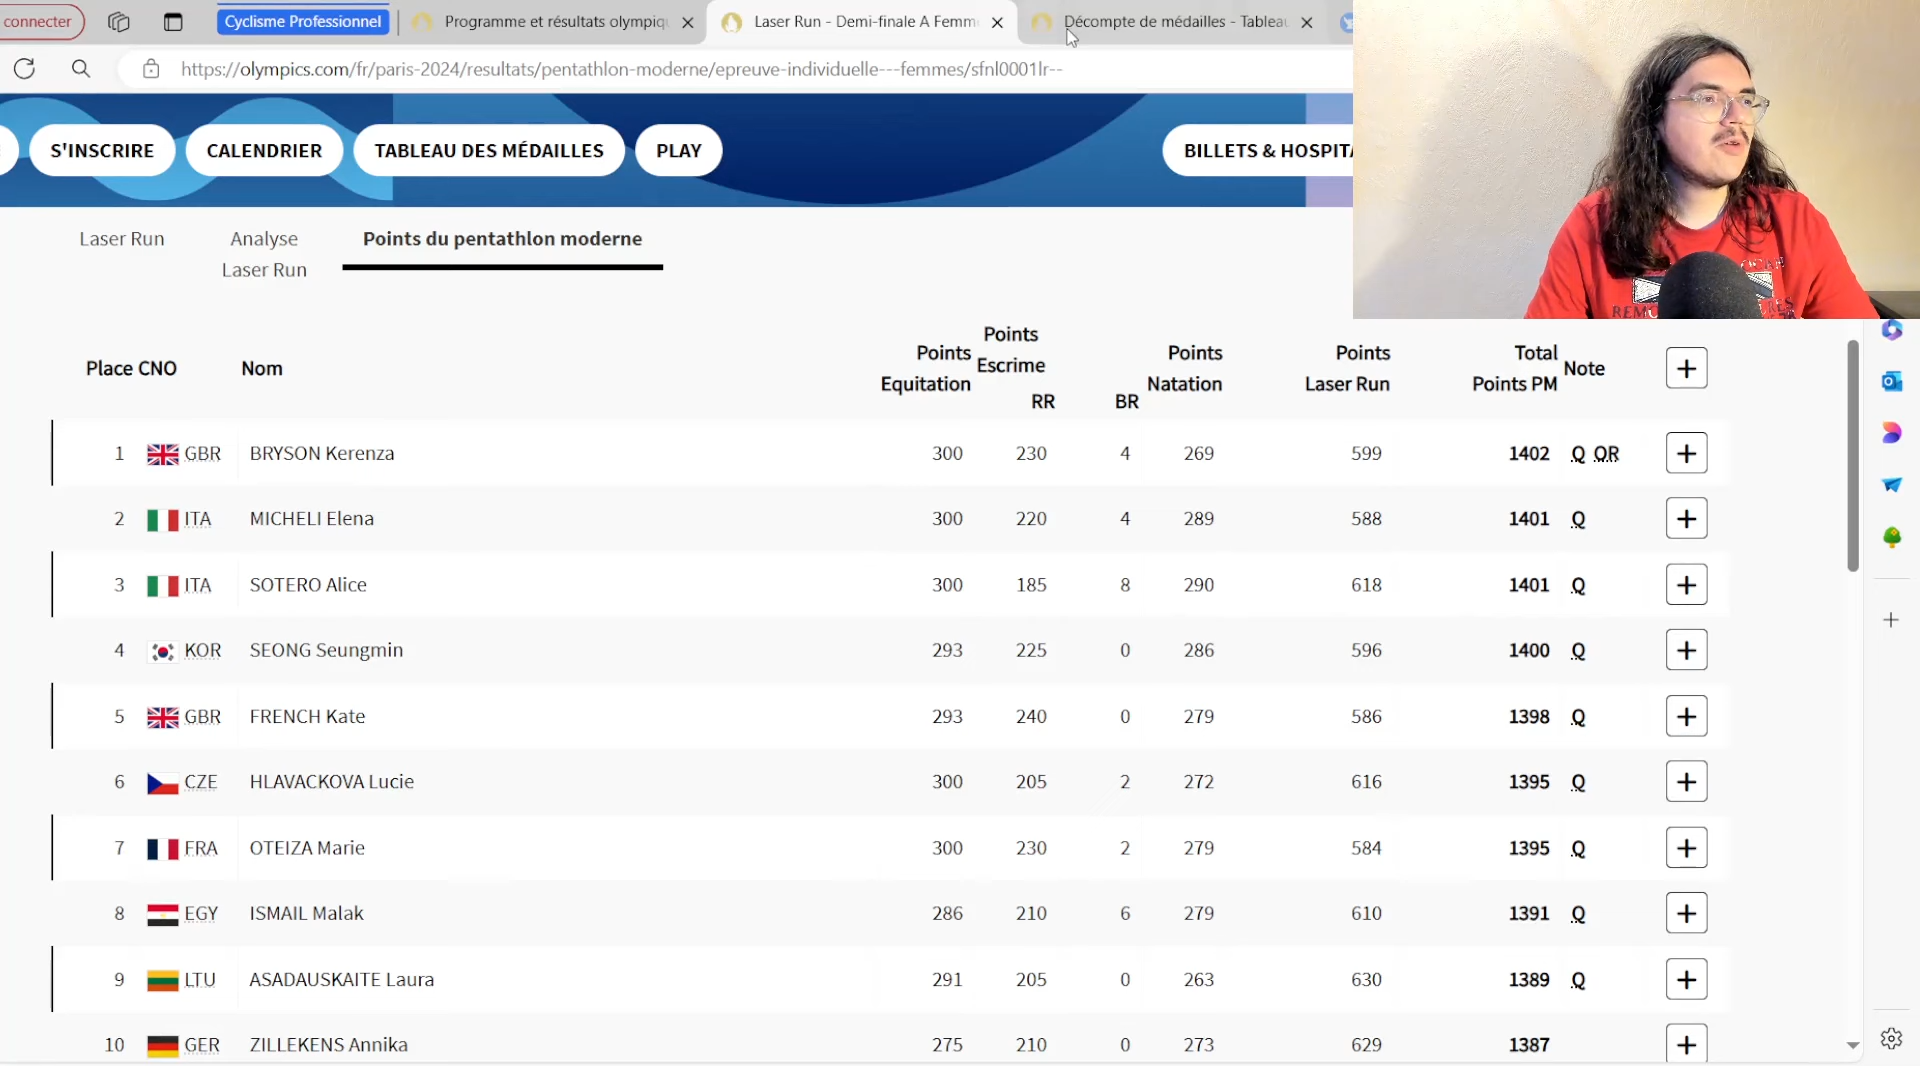 connecter
Cyclisme Professionnel
Programme et résultats olympiq
Laser Run - Demi-finale A Femm
Décompte de médailles - Tableau
https://olympics.com/fr/paris-2024/resultats/pentathlon-moderne/epreuve-individuelle---femmes/sfnl0001lr--
S'INSCRIRE
CALENDRIER
TABLEAU DES MÉDAILLES
PLAY
BILLETS & HOSPITA
Laser Run
Analyse
Laser Run
Points du pentathlon moderne
Place CNO Nom Points Equitation Points Escrime RR BR Points Natation Points Laser Run Total Points PM Note
1 GBR BRYSON Kerenza 300 230 4 269 599 1402 Q OR
2 ITA MICHELI Elena 300 220 4 289 588 1401 Q
3 ITA SOTERO Alice 300 185 8 290 618 1401 Q
4 KOR SEONG Seungmin 293 225 0 286 596 1400 Q
5 GBR FRENCH Kate 293 240 0 279 586 1398 Q
6 CZE HLAVACKOVA Lucie 300 205 2 272 616 1395 Q
7 FRA OTEIZA Marie 300 230 2 279 584 1395 Q
8 EGY ISMAIL Malak 286 210 6 279 610 1391 Q
9 LTU ASADAUSKAITE Laura 291 205 0 263 630 1389 Q
10 GER ZILLEKENS Annika 275 210 0 273 629 1387